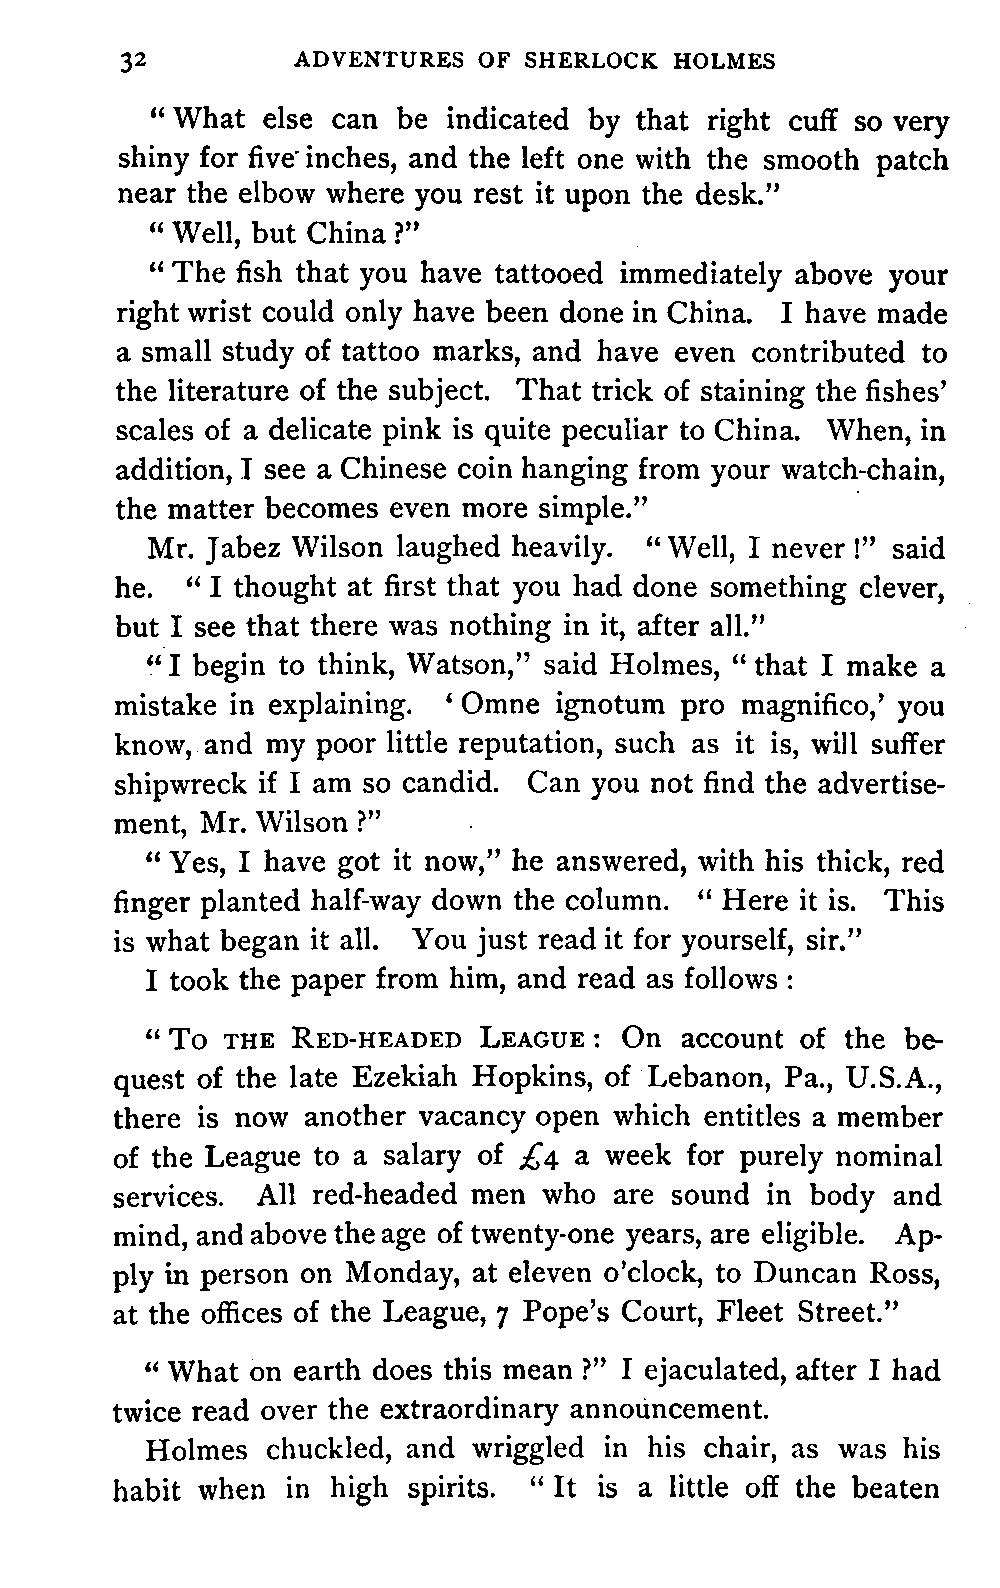 32 ADVENTURES OF SHERLOCK HOLMES
“ What else can be indicated by that right cuff so very
shiny for five inches, and the left one with the smooth patch
near the elbow where you rest it upon the desk.”
“ Well, but China ?”
“ The fish that you have tattooed immediately above your
right wrist could only have been done in China. I have made
a small study of tattoo marks, and have even contributed to
the literature of the subject. That trick of staining the fishes’
scales of a delicate pink is quite peculiar to China. When, in
addition, I see a Chinese coin hanging from your watch-chain,
the matter becomes even more simple.”
Mr. Jabez Wilson laughed heavily. “ Well, I never !” said
he. “ I thought at first that you had done something clever,
but I see that there was nothing in it, after all.”
“ I begin to think, Watson,” said Holmes, “ that I make a
mistake in explaining. ‘ Omne ignotum pro magnifico,’ you
know, and my poor little reputation, such as it is, will suffer
shipwreck if I am so candid. Can you not find the advertise-
ment, Mr. Wilson ?”
“ Yes, I have got it now,” he answered, with his thick, red
finger planted half-way down the column. “ Here it is. This
is what began it all. You just read it for yourself, sir.”
I took the paper from him, and read as follows :
“ To THE RED-HEADED LEAGUE : On account of the be-
quest of the late Ezekiah Hopkins, of Lebanon, Pa., U.S.A.,
there is now another vacancy open which entitles a member
of the League to a salary of £4 a week for purely nominal
services. All red-headed men who are sound in body and
mind, and above the age of twenty-one years, are eligible. Ap-
ply in person on Monday, at eleven o’clock, to Duncan Ross,
at the offices of the League, 7 Pope’s Court, Fleet Street.”
“ What on earth does this mean ?” I ejaculated, after I had
twice read over the extraordinary announcement.
Holmes chuckled, and wriggled in his chair, as was his
habit when in high spirits. “ It is a little off the beaten